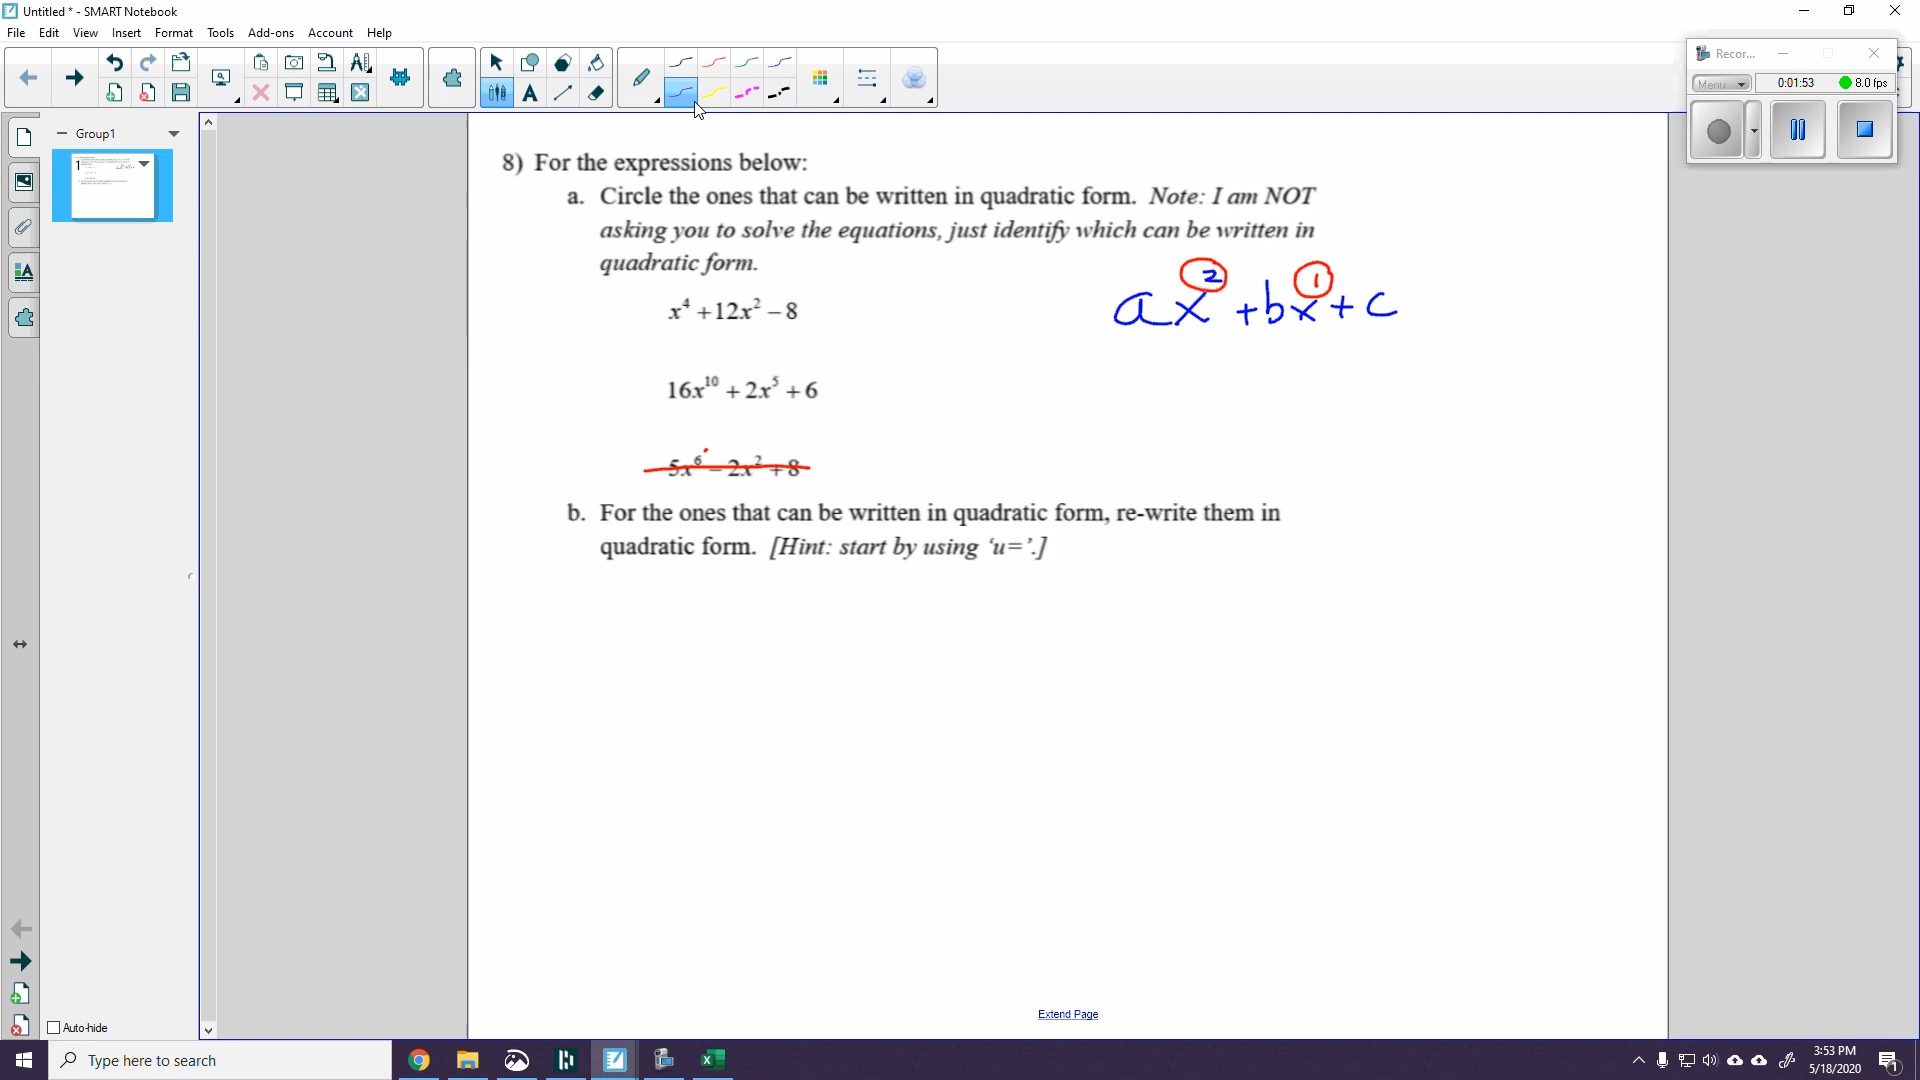 Untitled * - SMART Notebook
File Edit View Insert Format Tools Add-ons Account Help
Recor...
Menu 0:01:53 8.0 fps
Group1
1
8) For the expressions below:
a. Circle the ones that can be written in quadratic form. Note: I am NOT
asking you to solve the equations, just identify which can be written in
quadratic form.
x⁴ + 12x² − 8
ax² + bx¹ + c
16x¹⁰ + 2x⁵ + 6
5x⁶ − 2x² + 8
b. For the ones that can be written in quadratic form, re-write them in
quadratic form. [Hint: start by using ‘u=’.]
Extend Page
Auto-hide
Type here to search
3:53 PM
5/18/2020
1